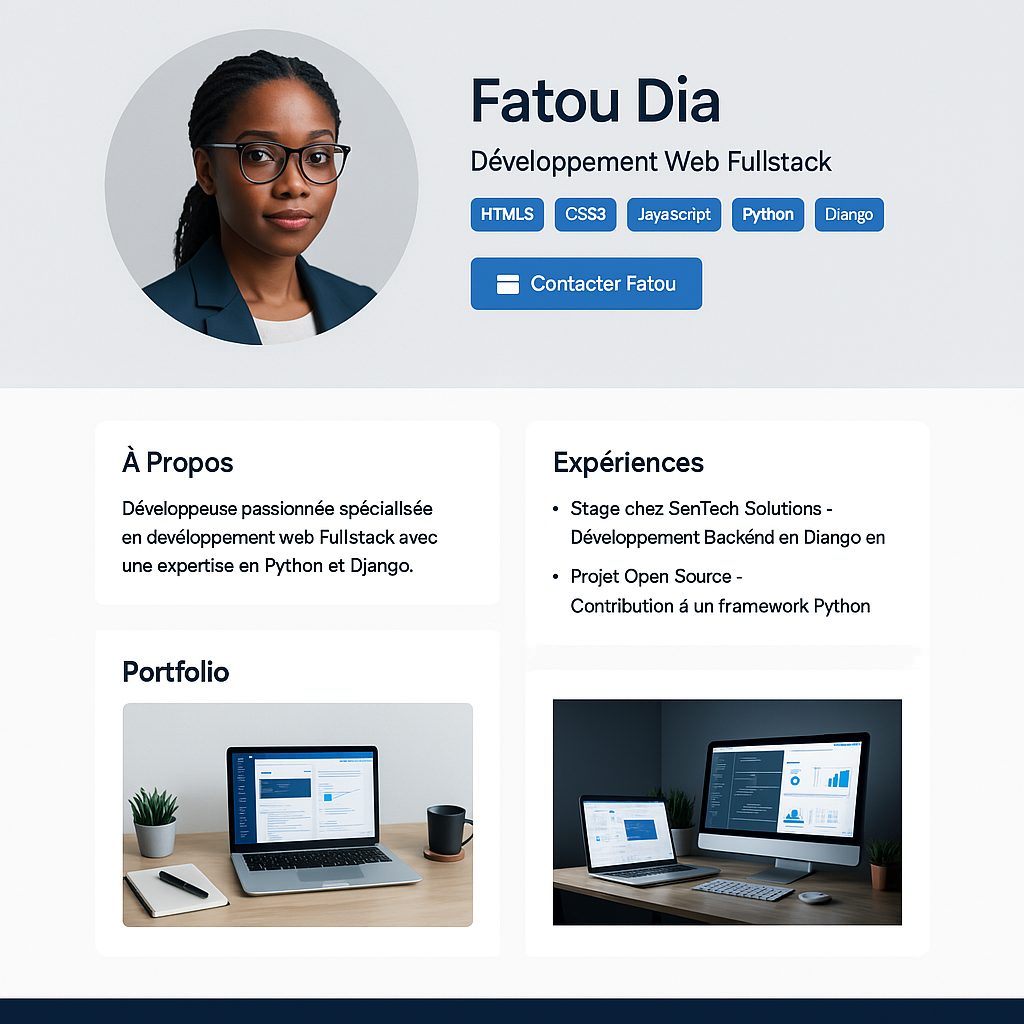 Fatou Dia
Développement Web Fullstack
HTMLS CSS3 Jayascript Python Diango
Contacter Fatou
À Propos
Développeuse passionnée spéciallsée
en devéloppement web Fullstack avec
une expertise en Python et Django.
Expériences
• Stage chez SenTech Solutions -
Développement Backénd en Diango en
• Projet Open Source -
Contribution á un framework Python
Portfolio